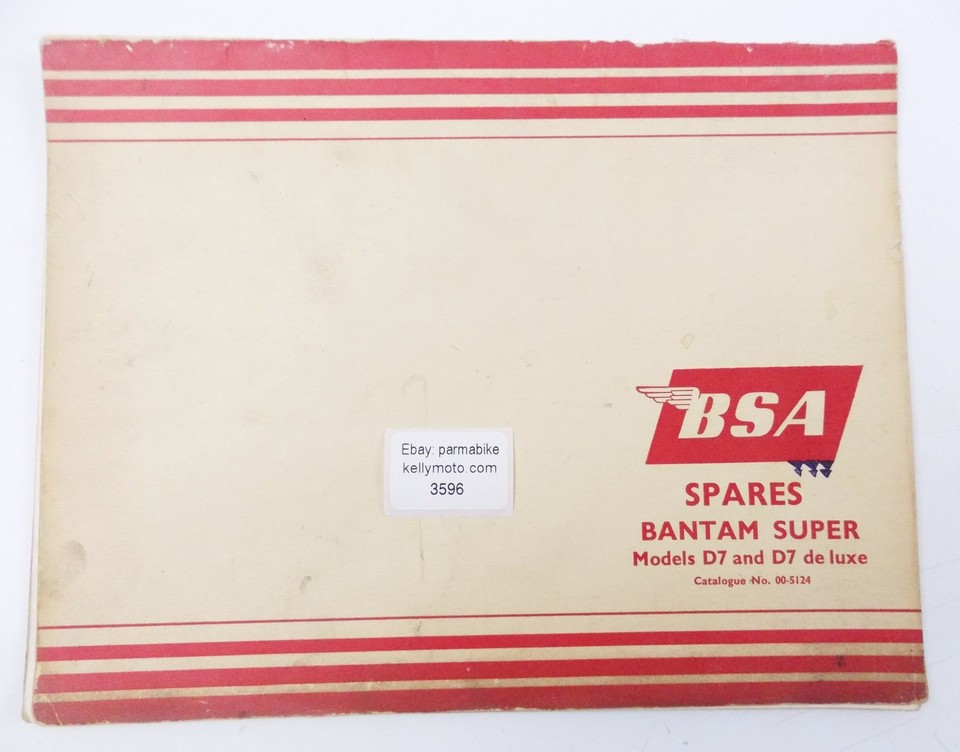 BSA
SPARES
BANTAM SUPER
Models D7 and D7 de luxe
Catalogue No. 00-5124
Ebay: parmabike
kellymoto.com
3596